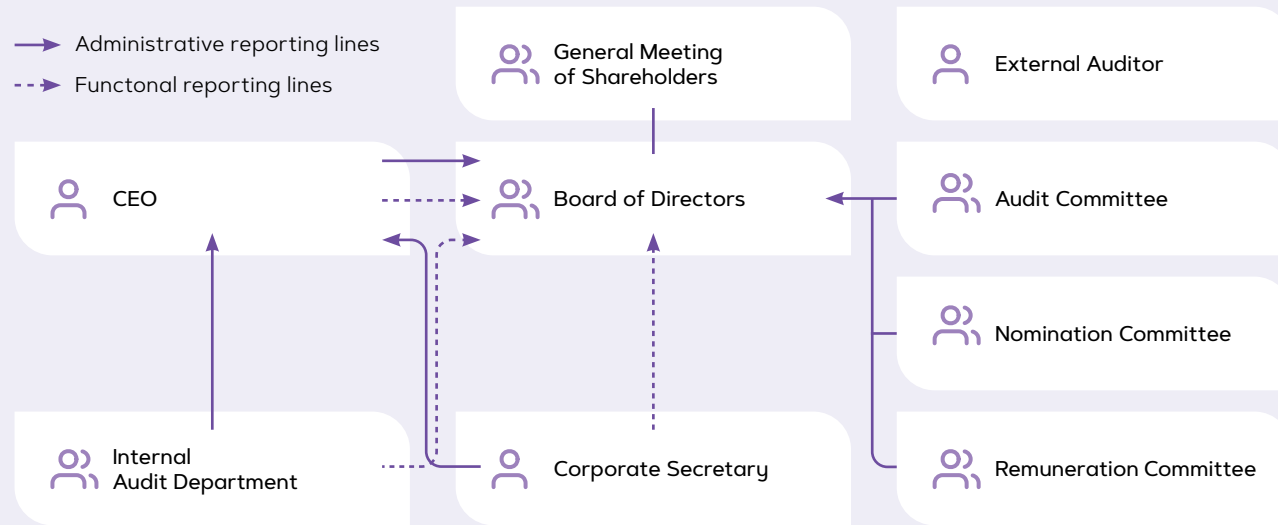 Administrative reporting lines
Functonal reporting lines
General Meeting
of Shareholders
External Auditor
CEO
Board of Directors
Audit Committee
Nomination Committee
Internal
Audit Department
Corporate Secretary
Remuneration Committee